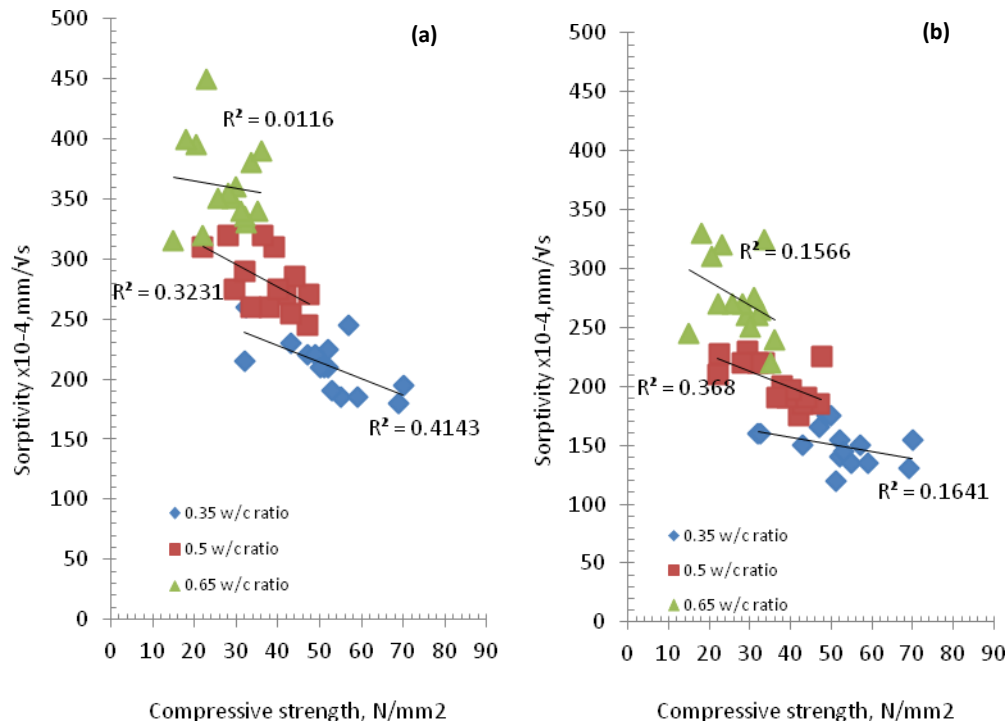 (a)
500
450
400
350
300
250
200
150
100
50
0
Sorptivity x10-4,mm/√s
R² = 0.0116
R² = 0.3231
R² = 0.4143
0.35 w/c ratio
0.5 w/c ratio
0.65 w/c ratio
0 10 20 30 40 50 60 70 80 90
Compressive strength, N/mm2
(b)
500
450
400
350
300
250
200
150
100
50
0
Sorptivity x10-4,mm/√s
R² = 0.1566
R² = 0.368
R² = 0.1641
0.35 w/c ratio
0.5 w/c ratio
0.65 w/c ratio
0 10 20 30 40 50 60 70 80 90
Compressive strength, N/mm2